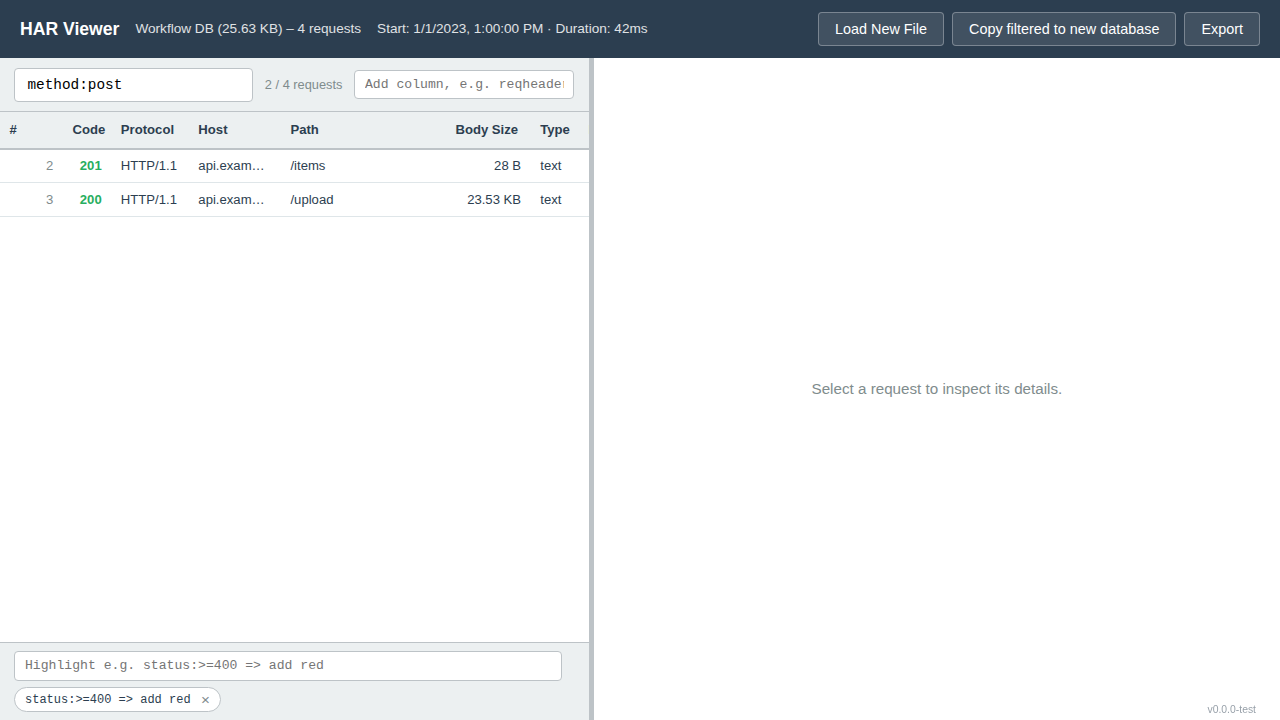 HAR Viewer
Workflow DB (25.63 KB) – 4 requests
Start: 1/1/2023, 1:00:00 PM · Duration: 42ms
Load New File
Copy filtered to new database
Export
method:post
2 / 4 requests
Add column, e.g. reqheader
# Code Protocol Host Path Body Size Type
2 201 HTTP/1.1 api.exam… /items 28 B text
3 200 HTTP/1.1 api.exam… /upload 23.53 KB text
Select a request to inspect its details.
Highlight e.g. status:>=400 => add red
status:>=400 => add red ×
v0.0.0-test